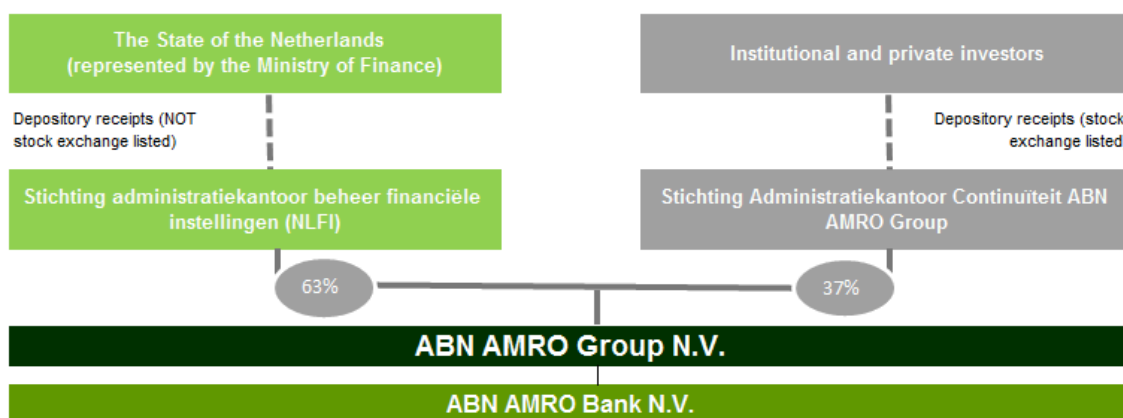 The State of the Netherlands
(represented by the Ministry of Finance)
Institutional and private investors
Depository receipts (NOT
stock exchange listed)
Depository receipts (stock
exchange listed
Stichting administratiekantoor beheer financiële
instellingen (NLFI)
Stichting Administratiekantoor Continuïteit ABN
AMRO Group
63%
37%
ABN AMRO Group N.V.
ABN AMRO Bank N.V.